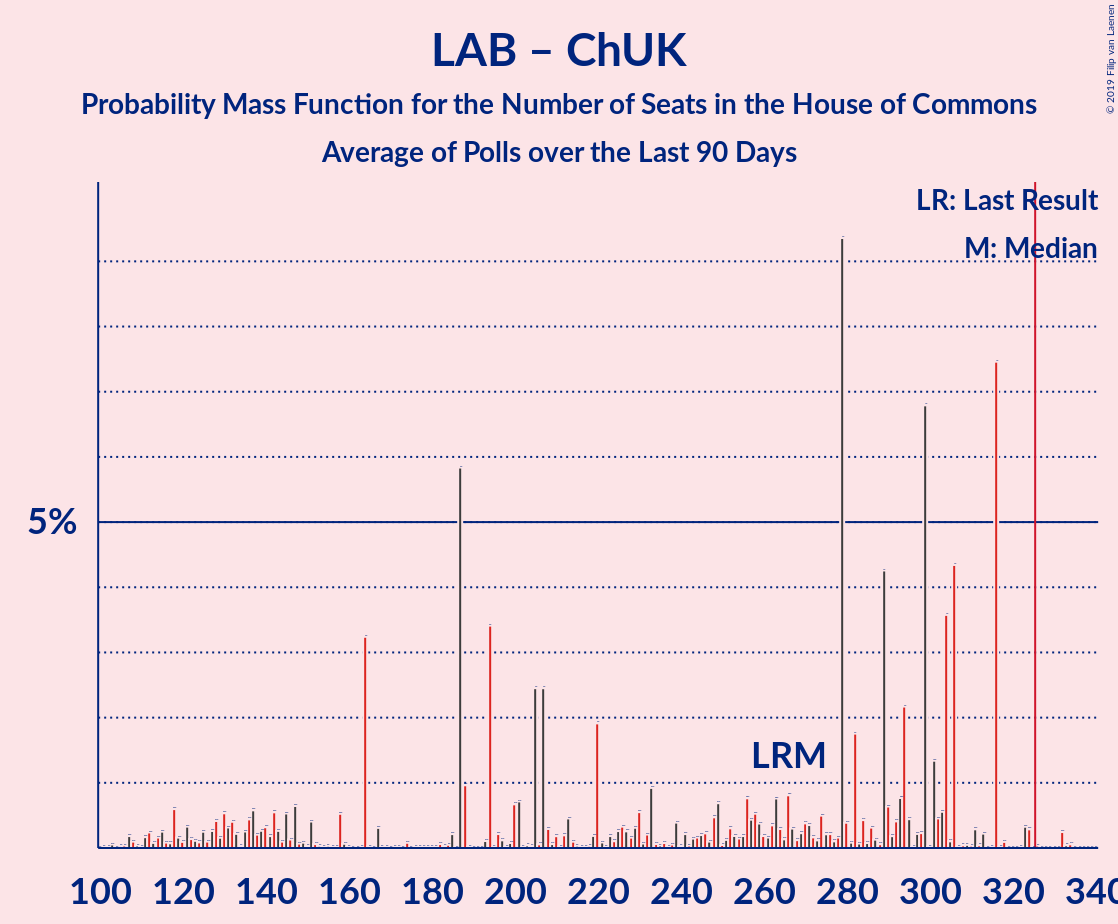 LAB – ChUK
Probability Mass Function for the Number of Seats in the House of Commons
Average of Polls over the Last 90 Days
© 2019 Filip van Laenen
LR: Last Result
M: Median
5%
LRM
100 120 140 160 180 200 220 240 260 280 300 320 340